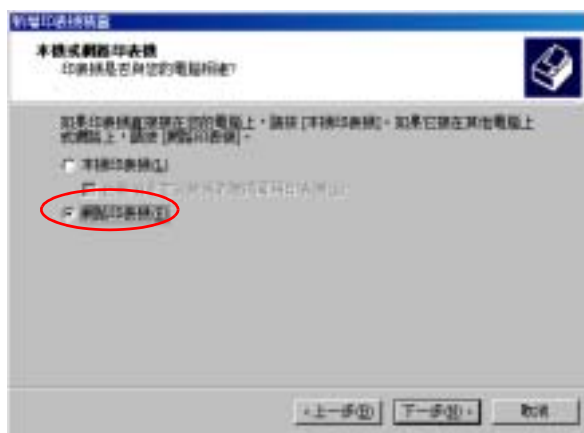 新增印表機精靈
本機或網路印表機
印表機是否與您的電腦相連?
如果印表機直接接在您的電腦上，請按 [本機印表機]。如果它接在其他電腦上
或網路上，請按 [網路印表機]。
本機印表機(L)
網路印表機(E)
<上一步(B)
下一步(N)>
取消